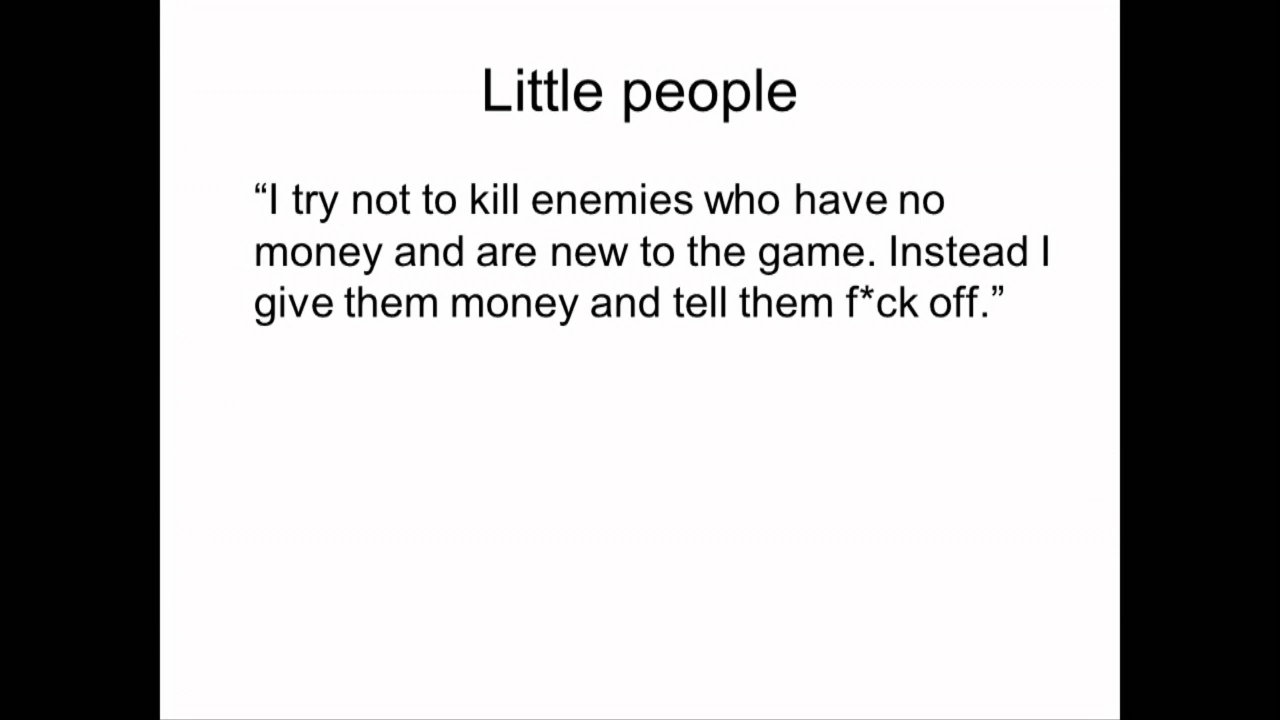 Little people
“I try not to kill enemies who have no
money and are new to the game. Instead I
give them money and tell them f*ck off.”